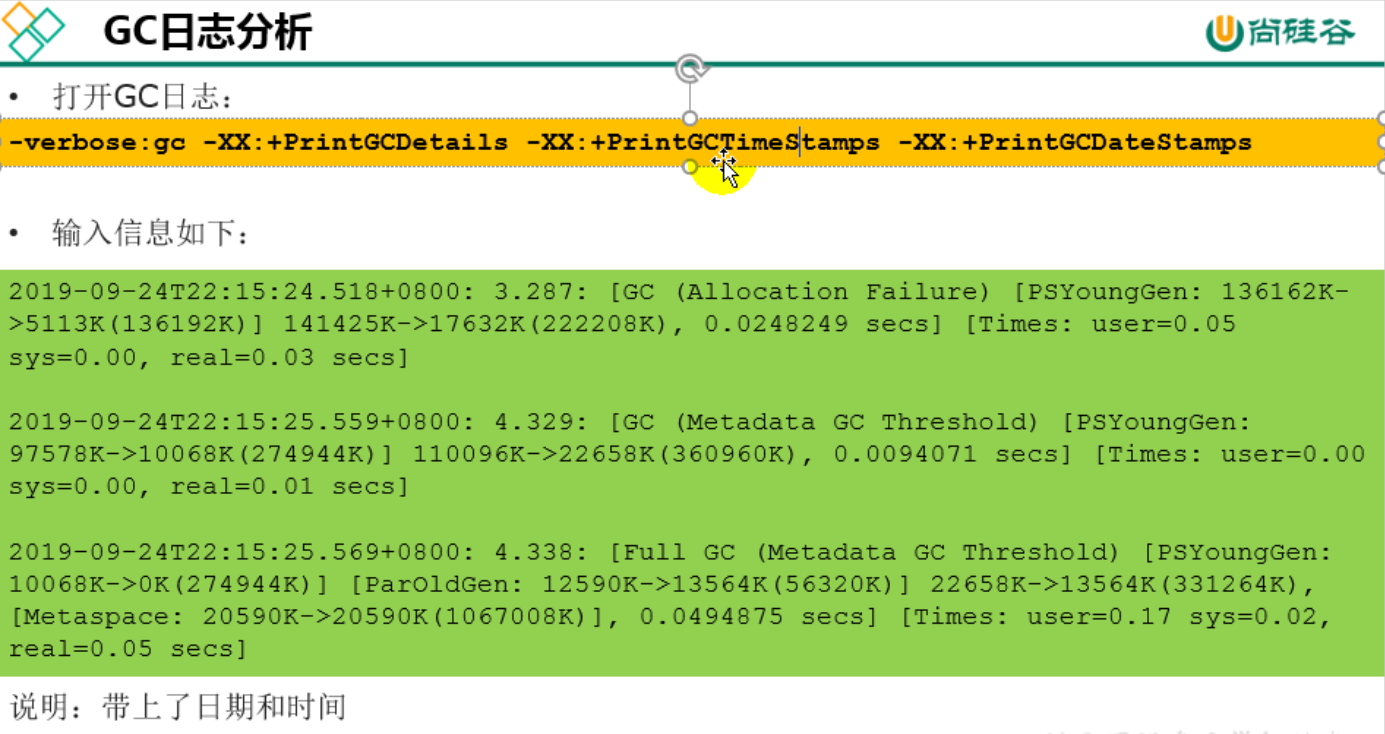 GC日志分析
尚硅谷
• 打开GC日志：
-verbose:gc -XX:+PrintGCDetails -XX:+PrintGCTimeStamps -XX:+PrintGCDateStamps
• 输入信息如下：
2019-09-24T22:15:24.518+0800: 3.287: [GC (Allocation Failure) [PSYoungGen: 136162K-
>5113K(136192K)] 141425K->17632K(222208K), 0.0248249 secs] [Times: user=0.05
sys=0.00, real=0.03 secs]
2019-09-24T22:15:25.559+0800: 4.329: [GC (Metadata GC Threshold) [PSYoungGen:
97578K->10068K(274944K)] 110096K->22658K(360960K), 0.0094071 secs] [Times: user=0.00
sys=0.00, real=0.01 secs]
2019-09-24T22:15:25.569+0800: 4.338: [Full GC (Metadata GC Threshold) [PSYoungGen:
10068K->0K(274944K)] [ParOldGen: 12590K->13564K(56320K)] 22658K->13564K(331264K),
[Metaspace: 20590K->20590K(1067008K)], 0.0494875 secs] [Times: user=0.17 sys=0.02,
real=0.05 secs]
说明：带上了日期和时间